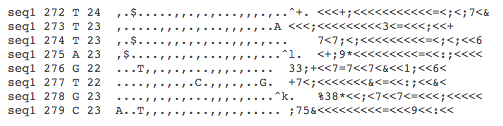 seq1 272 T 24  ,.$.....,,.,.,...,,,.,..^+. <<<+;<<<<<<<<<<<=<;<;7<&
seq1 273 T 23  ,.....,,.,.,...,,,.,..A <<<;<<<<<<<<<3<=<<<;<<+
seq1 274 T 23  ,.$....,,.,.,...,,,.,...    7<7;<;<<<<<<<<<=<;<;<<6
seq1 275 A 23  ,$....,,.,.,...,,,.,...^l.  <+;9*<<<<<<<<<=<<:;<<<<
seq1 276 G 22  ...T,,.,.,...,,,.,....  33;+<<7=7<<7<&<<1;<<6<
seq1 277 T 22  ....,,.,.,.C.,,,.,..G.  +7<;<<<<<<<&<=<<:;<<&<
seq1 278 G 23  ....,,.,.,...,,,.,....^k.   %38*<<;<7<<7<=<<<;<<<<<
seq1 279 C 23  A..T,,.,.,...,,,.,..... ;75&<<<<<<<<<=<<<9<<:<<